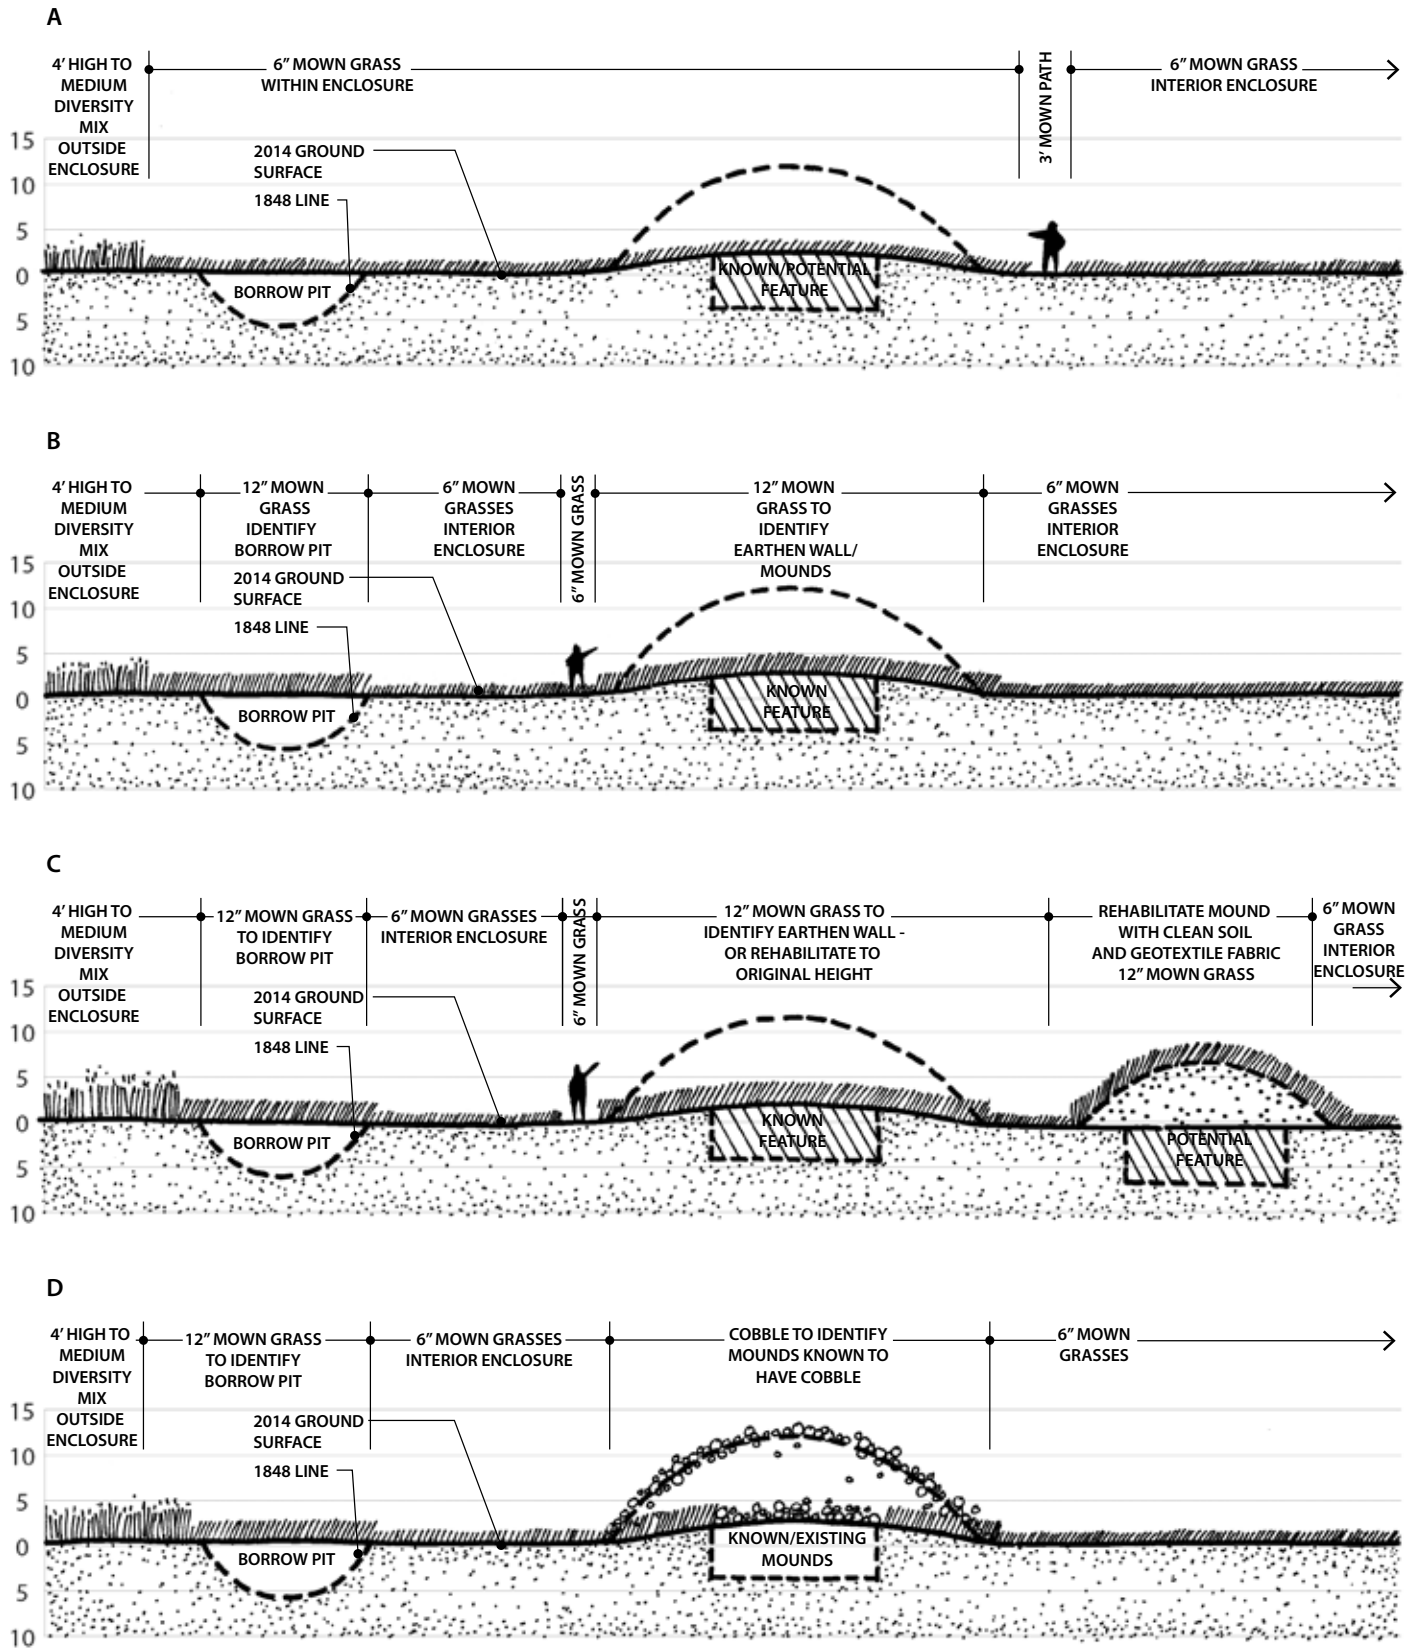 A
4’ HIGH TO
MEDIUM
DIVERSITY
MIX
OUTSIDE
ENCLOSURE
6” MOWN GRASS
WITHIN ENCLOSURE
3’ MOWN PATH
6” MOWN GRASS
INTERIOR ENCLOSURE
2014 GROUND
SURFACE
1848 LINE
BORROW PIT
KNOWN/POTENTIAL
FEATURE
15
10
5
0
5
10
B
4’ HIGH TO
MEDIUM
DIVERSITY
MIX
OUTSIDE
ENCLOSURE
12” MOWN
GRASS
IDENTIFY
BORROW PIT
6” MOWN
GRASSES
INTERIOR
ENCLOSURE
6” MOWN GRASS
12” MOWN
GRASS TO
IDENTIFY
EARTHEN WALL/
MOUNDS
6” MOWN
GRASSES
INTERIOR
ENCLOSURE
2014 GROUND
SURFACE
1848 LINE
BORROW PIT
KNOWN
FEATURE
15
10
5
0
5
10
C
4’ HIGH TO
MEDIUM
DIVERSITY
MIX
OUTSIDE
ENCLOSURE
12” MOWN GRASS
TO IDENTIFY
BORROW PIT
6” MOWN GRASSES
INTERIOR ENCLOSURE
6” MOWN GRASS
12” MOWN GRASS TO
IDENTIFY EARTHEN WALL -
OR REHABILITATE TO
ORIGINAL HEIGHT
REHABILITATE MOUND
WITH CLEAN SOIL
AND GEOTEXTILE FABRIC
12” MOWN GRASS
6” MOWN
GRASS
INTERIOR
ENCLOSURE
2014 GROUND
SURFACE
1848 LINE
BORROW PIT
KNOWN
FEATURE
POTENTIAL
FEATURE
15
10
5
0
5
10
D
4’ HIGH TO
MEDIUM
DIVERSITY
MIX
OUTSIDE
ENCLOSURE
12” MOWN GRASS
TO IDENTIFY
BORROW PIT
6” MOWN GRASSES
INTERIOR ENCLOSURE
COBBLE TO IDENTIFY
MOUNDS KNOWN TO
HAVE COBBLE
6” MOWN
GRASSES
2014 GROUND
SURFACE
1848 LINE
BORROW PIT
KNOWN/EXISTING
MOUNDS
15
10
5
0
5
10